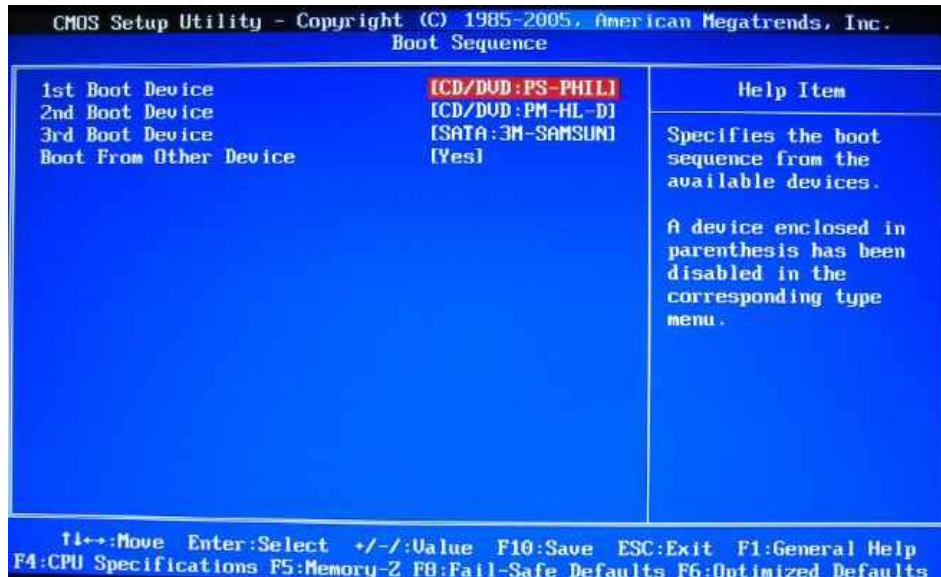 CMOS Setup Utility - Copyright (C) 1985-2005, American Megatrends, Inc.
Boot Sequence
1st Boot Device [CD/DVD:PS-PHIL]
2nd Boot Device [CD/DVD:PM-HL-D]
3rd Boot Device [SATA:3M-SAMSUN]
Boot From Other Device [Yes]
Help Item
Specifies the boot
sequence from the
available devices.
A device enclosed in
parenthesis has been
disabled in the
corresponding type
menu.
↑↓←→:Move Enter:Select +/-/:Value F10:Save ESC:Exit F1:General Help
F4:CPU Specifications F5:Memory-Z F8:Fail-Safe Defaults F6:Optimized Defaults